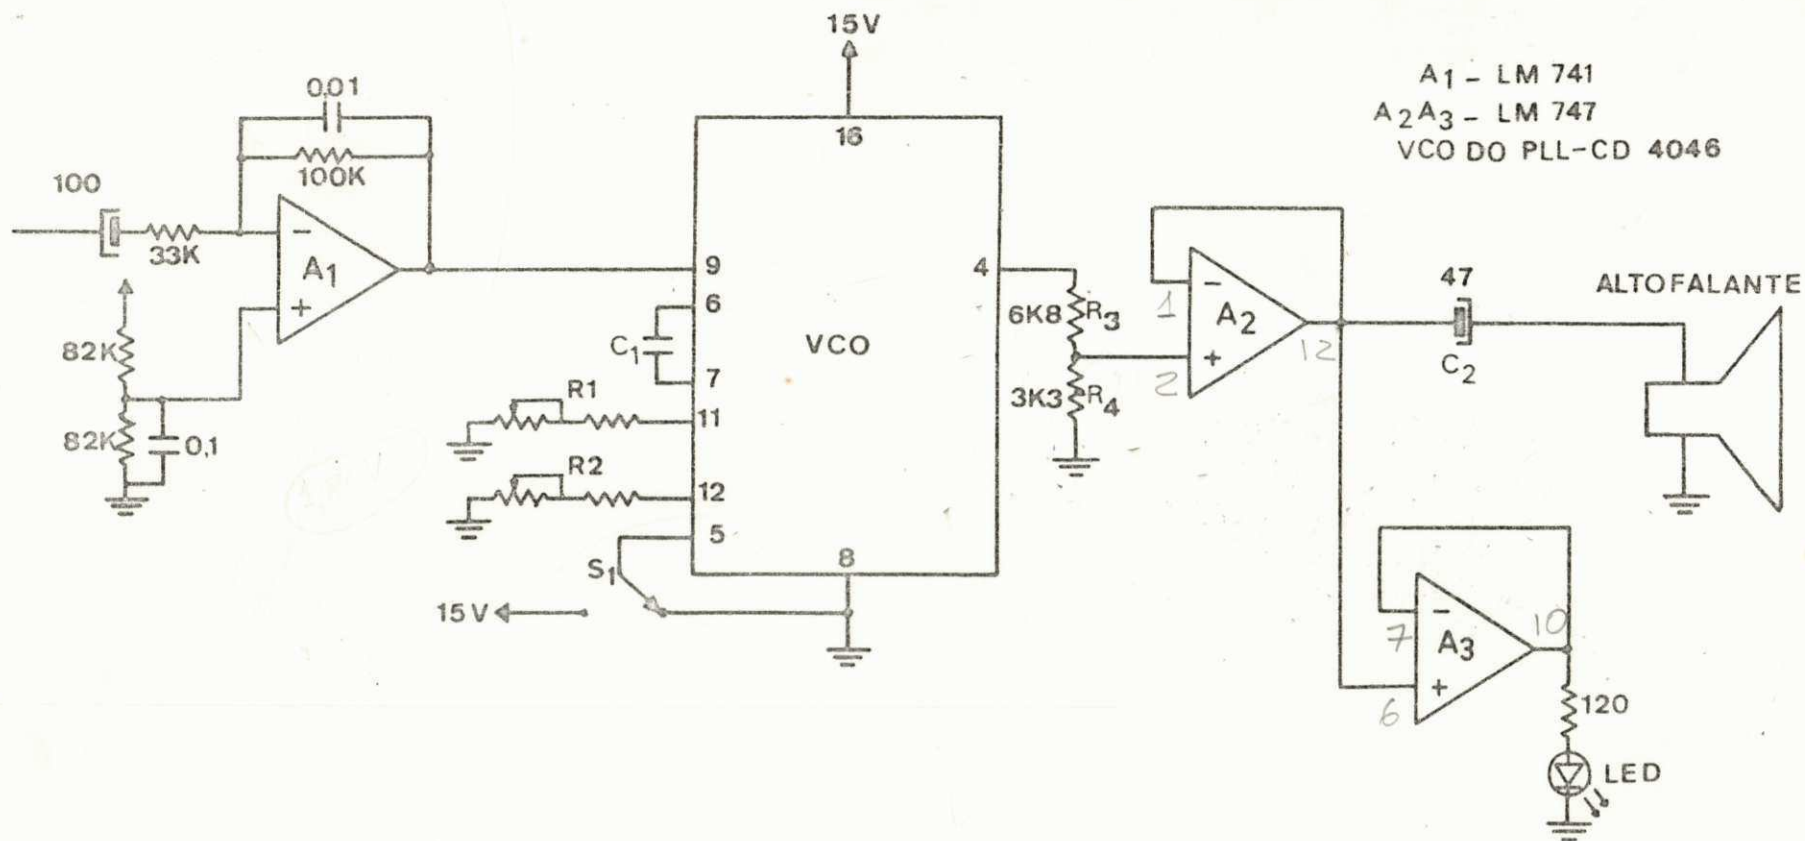 15V
A1 - LM 741
A2A3 - LM 747
VCO DO PLL-CD 4046
0,01
100K
100
33K
-
A1
+
82K
82K
0,1
16
9
6
C1
7
VCO
R1
11
R2
12
5
S1
8
15V
4
6K8
R3
3K3
R4
-
1
A2
+
2
12
47
C2
ALTOFALANTE
-
7
A3
10
+
6
120
LED